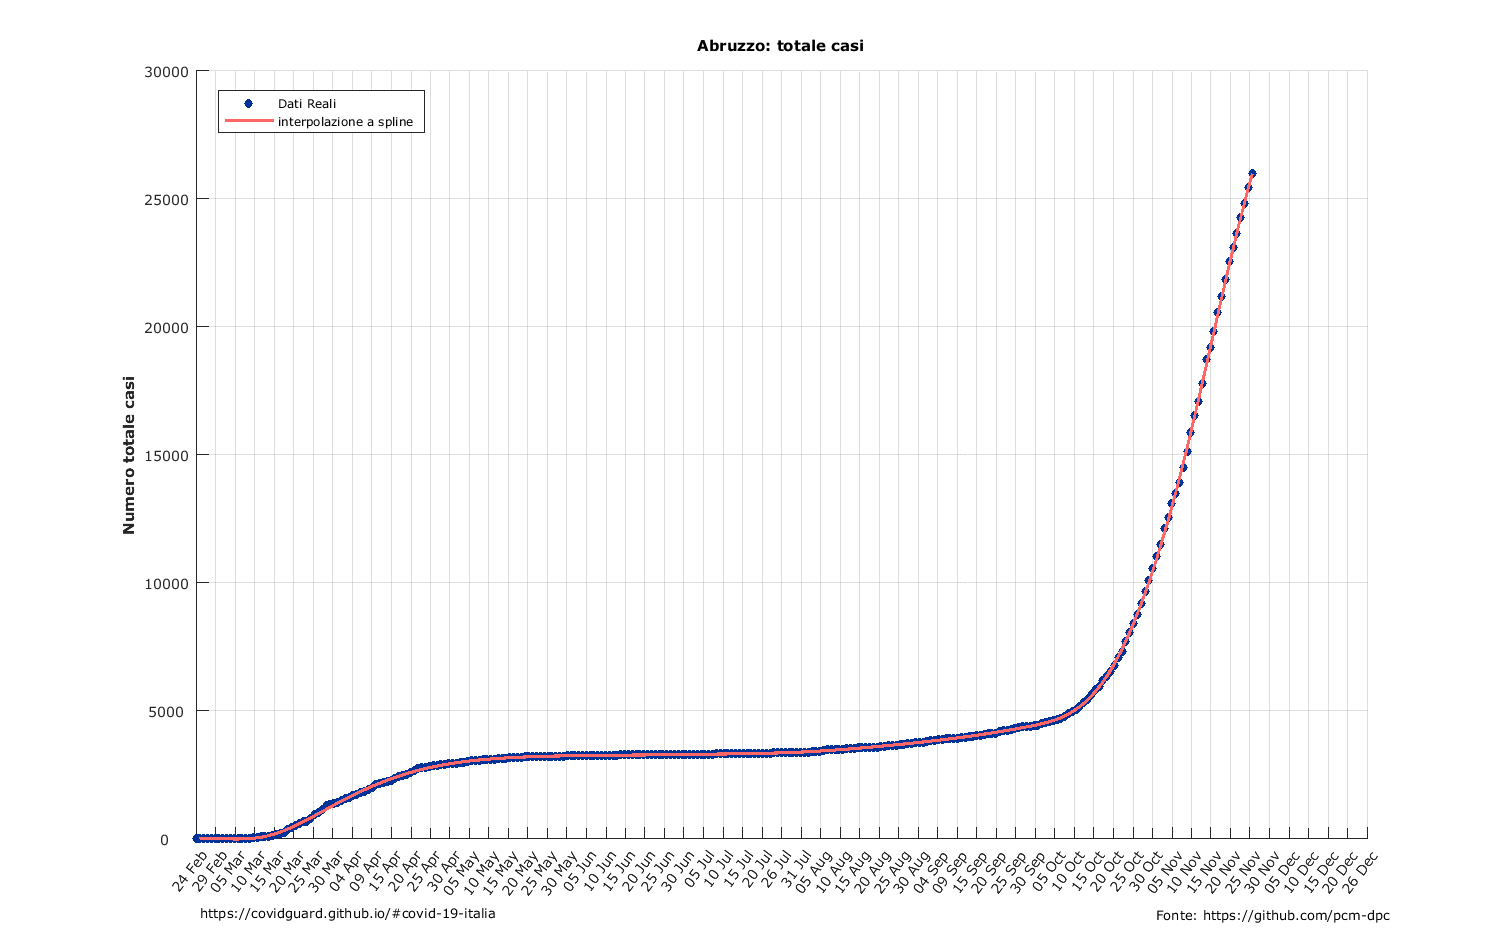 Abruzzo: totale casi
30000
Dati Reali
interpolazione a spline
25000
20000
15000
10000
5000
0
Numero totale casi
24 Feb
29 Feb
05 Mar
10 Mar
15 Mar
20 Mar
25 Mar
30 Mar
04 Apr
09 Apr
15 Apr
20 Apr
25 Apr
30 Apr
05 May
10 May
15 May
20 May
25 May
30 May
05 Jun
10 Jun
15 Jun
20 Jun
25 Jun
30 Jun
05 Jul
10 Jul
15 Jul
20 Jul
26 Jul
31 Jul
05 Aug
10 Aug
15 Aug
20 Aug
25 Aug
30 Aug
04 Sep
09 Sep
15 Sep
20 Sep
25 Sep
30 Sep
05 Oct
10 Oct
15 Oct
20 Oct
25 Oct
30 Oct
05 Nov
10 Nov
15 Nov
20 Nov
25 Nov
30 Nov
05 Dec
10 Dec
15 Dec
20 Dec
26 Dec
https://covidguard.github.io/#covid-19-italia
Fonte: https://github.com/pcm-dpc